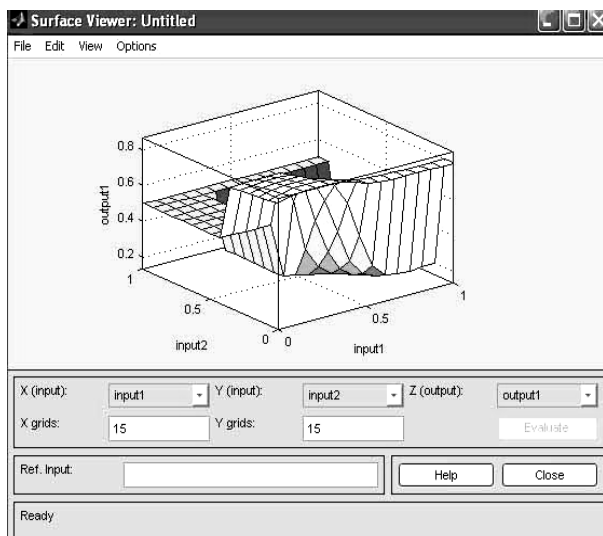 Surface Viewer: Untitled
File Edit View Options
0.8
0.6
0.4
0.2
output1
1
0.5
0
input2
0
0.5
1
input1
X (input): input1 Y (input): input2 Z (output): output1
X grids: 15 Y grids: 15 Evaluate
Ref. Input: Help Close
Ready